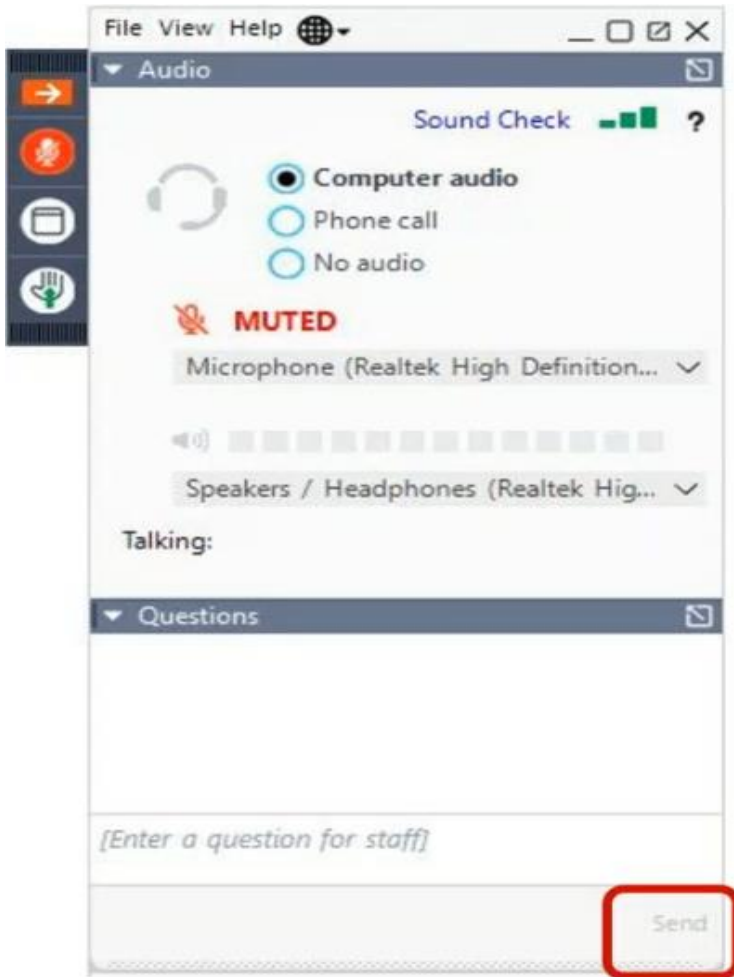 File View Help
Audio
Sound Check ?
Computer audio
Phone call
No audio
MUTED
Microphone (Realtek High Definition...
Speakers / Headphones (Realtek Hig...
Talking:
Questions
[Enter a question for staff]
Send